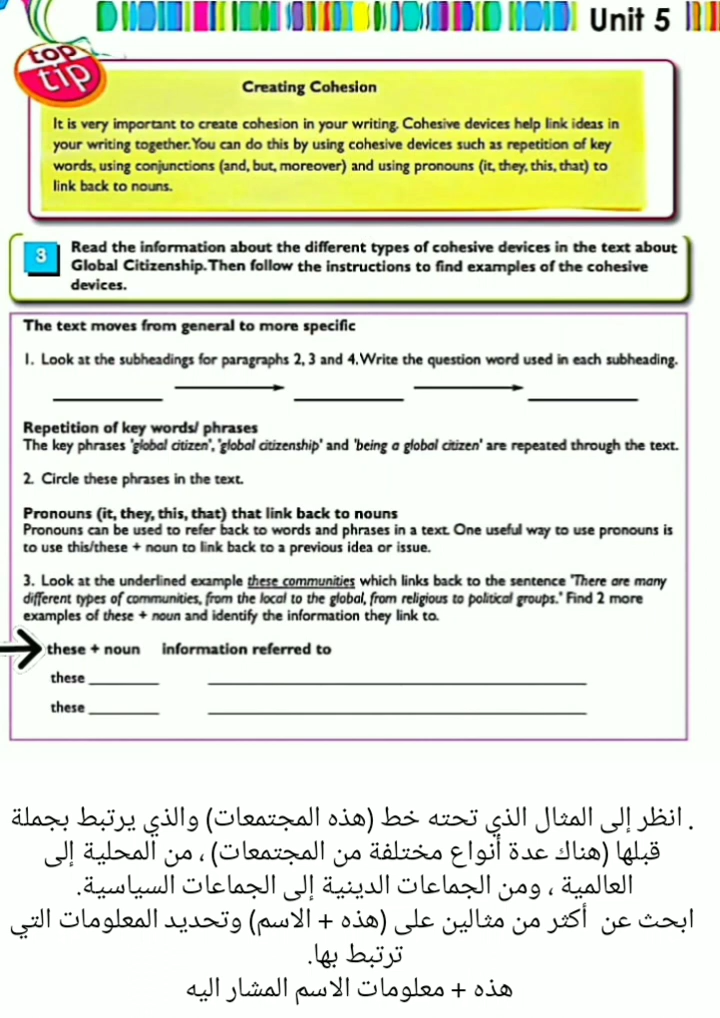 Unit 5
top
tip
Creating Cohesion
It is very important to create cohesion in your writing. Cohesive devices help link ideas in
your writing together. You can do this by using cohesive devices such as repetition of key
words, using conjunctions (and, but, moreover) and using pronouns (it, they, this, that) to
link back to nouns.
3
Read the information about the different types of cohesive devices in the text about
Global Citizenship. Then follow the instructions to find examples of the cohesive
devices.
The text moves from general to more specific
1. Look at the subheadings for paragraphs 2, 3 and 4. Write the question word used in each subheading.
Repetition of key words/ phrases
The key phrases 'global citizen', 'global citizenship' and 'being a global citizen' are repeated through the text.
2. Circle these phrases in the text.
Pronouns (it, they, this, that) that link back to nouns
Pronouns can be used to refer back to words and phrases in a text. One useful way to use pronouns is
to use this/these + noun to link back to a previous idea or issue.
3. Look at the underlined example these communities which links back to the sentence 'There are many
different types of communities, from the local to the global, from religious to political groups.' Find 2 more
examples of these + noun and identify the information they link to.
these + noun information referred to
these
these
. انظر إلى المثال الذي تحته خط (هذه المجتمعات) والذي يرتبط بجملة
قبلها (هناك عدة أنواع مختلفة من المجتمعات) ، من المحلية إلى
العالمية ، ومن الجماعات الدينية إلى الجماعات السياسية.
ابحث عن أكثر من مثالين على (هذه + الاسم) وتحديد المعلومات التي
ترتبط بها.
هذه + معلومات الاسم المشار اليه